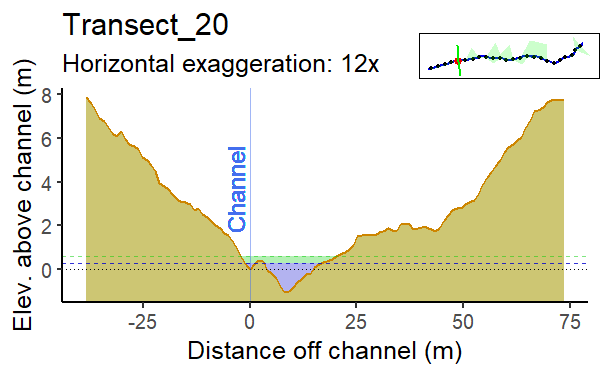 Transect_20
Horizontal exaggeration: 12x
Elev. above channel (m)
8
6
4
2
0
Channel
-25
0
25
50
75
Distance off channel (m)